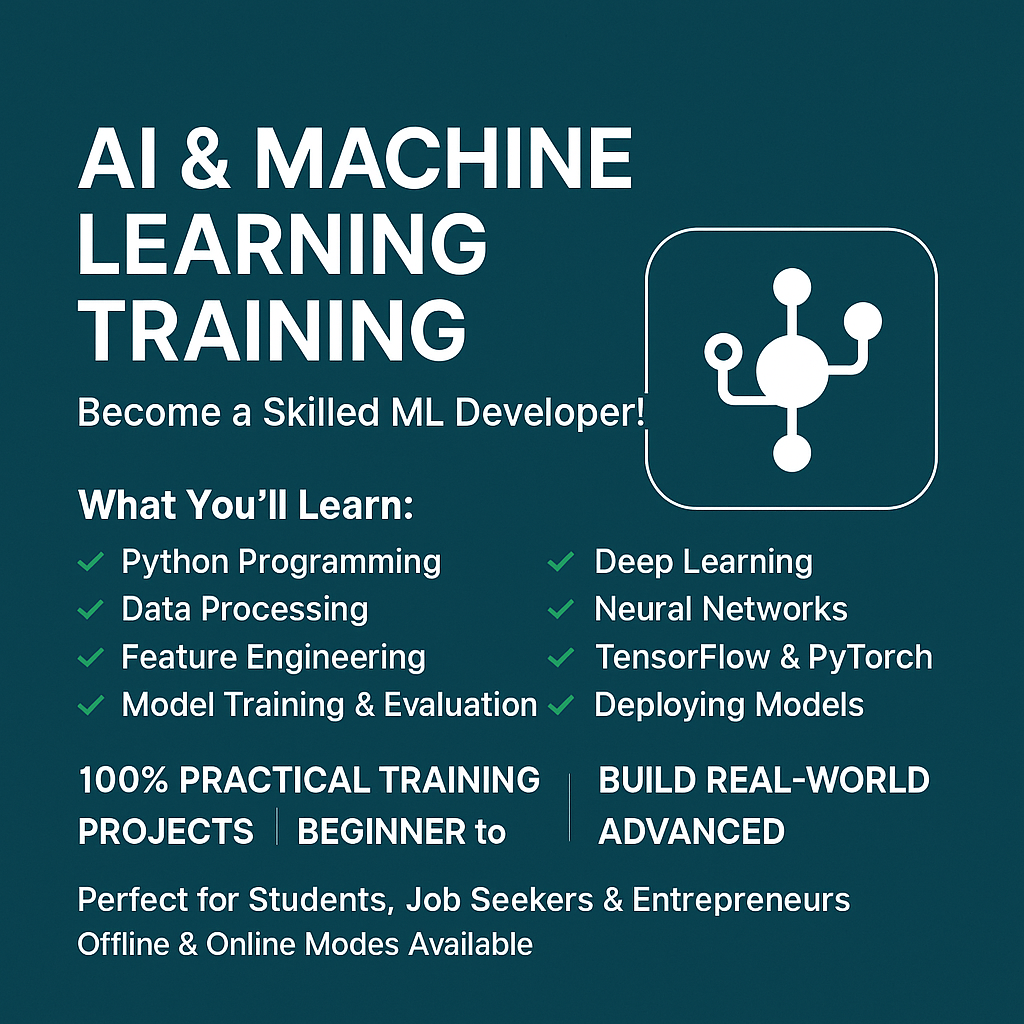 AI & MACHINE
LEARNING
TRAINING
Become a Skilled ML Developer!
What You’ll Learn:
Python Programming
Data Processing
Feature Engineering
Model Training & Evaluation
Deep Learning
Neural Networks
TensorFlow & PyTorch
Deploying Models
100% PRACTICAL TRAINING | BUILD REAL-WORLD
PROJECTS | BEGINNER to | ADVANCED
Perfect for Students, Job Seekers & Entrepreneurs
Offline & Online Modes Available